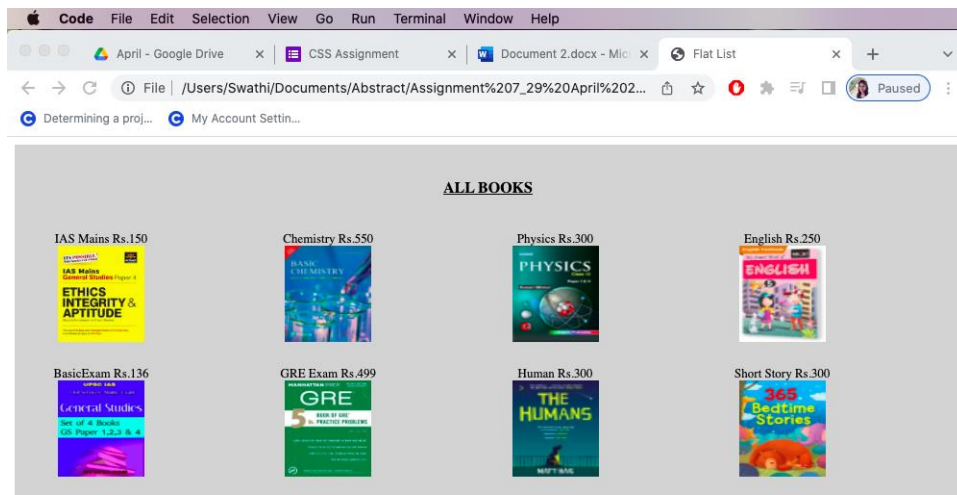 Code File Edit Selection View Go Run Terminal Window Help
April - Google Drive × CSS Assignment × Document 2.docx - Mic × Flat List ×
File /Users/Swathi/Documents/Abstract/Assignment%207_29%20April%202... Paused
Determining a proj... My Account Settin...
ALL BOOKS
IAS Mains Rs.150 Chemistry Rs.550 Physics Rs.300 English Rs.250
IAS Mains
General Studies Paper 4
ETHICS
INTEGRITY &
APTITUDE
BASIC
CHEMISTRY
PHYSICS
ENGLISH
BasicExam Rs.136 GRE Exam Rs.499 Human Rs.300 Short Story Rs.300
UPSC IAS
General Studies
Set of 4 Books
GS Paper 1,2,3 & 4
MANHATTAN PREP
GRE
5 lb. BOOK OF GRE
PRACTICE PROBLEMS
THE
HUMANS
MATT HAIG
365
Bedtime
Stories